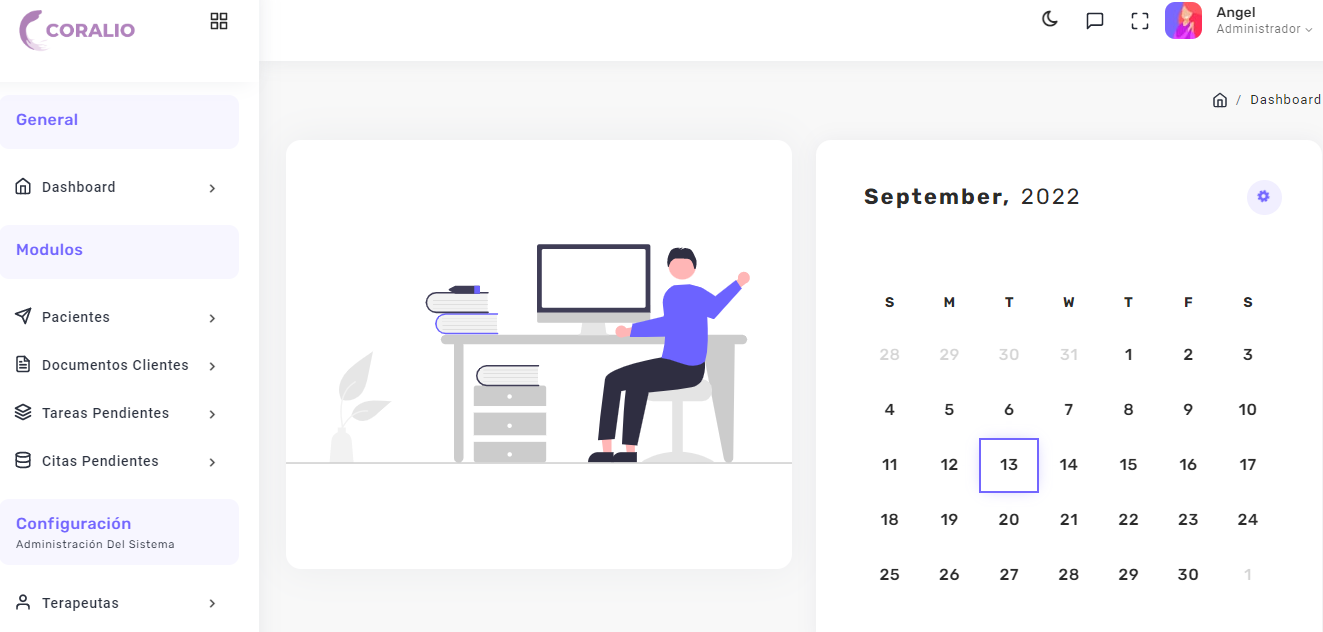 CORALIO
Angel
Administrador
/ Dashboard
General
Dashboard
Modulos
Pacientes
Documentos Clientes
Tareas Pendientes
Citas Pendientes
Configuración
Administración Del Sistema
Terapeutas
September, 2022
S M T W T F S
28 29 30 31 1 2 3
4 5 6 7 8 9 10
11 12 13 14 15 16 17
18 19 20 21 22 23 24
25 26 27 28 29 30 1